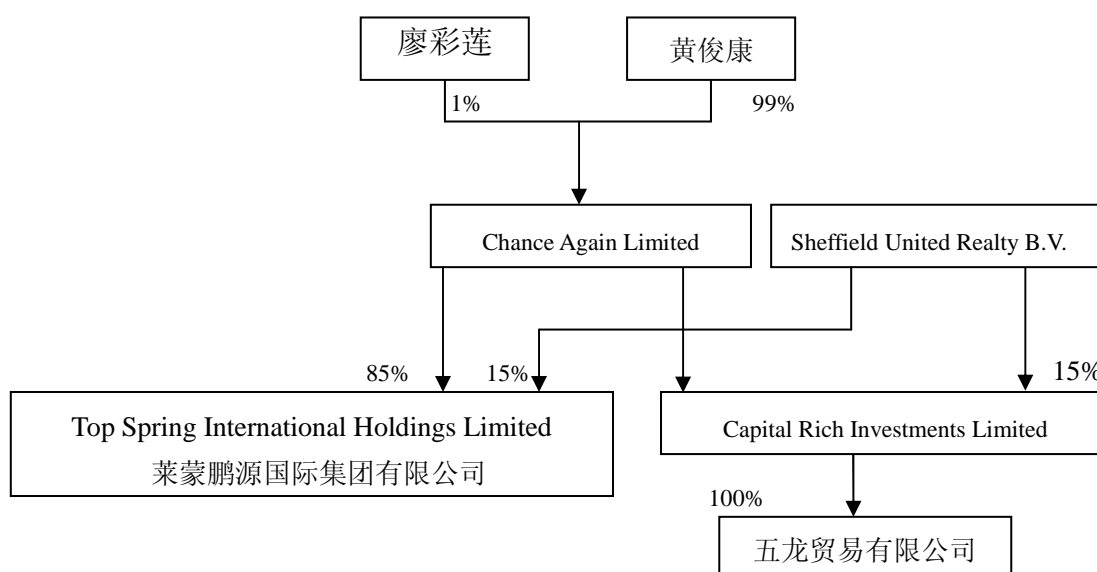 廖彩莲
黄俊康
1%
99%
Chance Again Limited
Sheffield United Realty B.V.
85%
15%
15%
Top Spring International Holdings Limited
莱蒙鹏源国际集团有限公司
Capital Rich Investments Limited
100%
五龙贸易有限公司